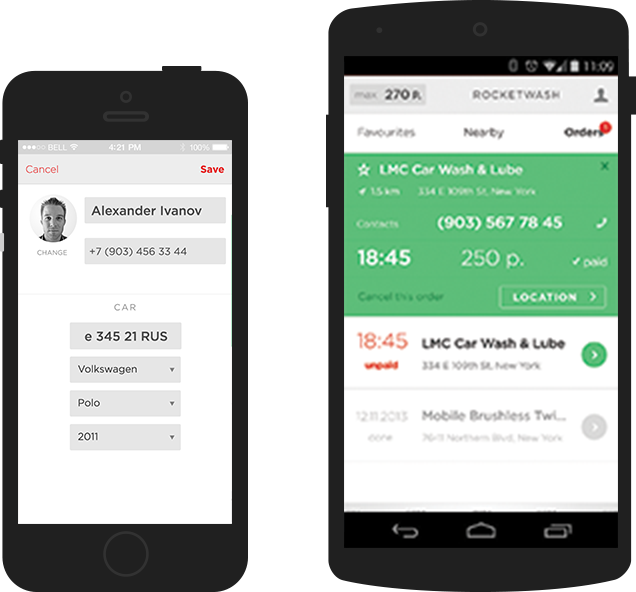 BELL 4:21 PM 100%
Cancel Save
Alexander Ivanov
CHANGE
+7 (903) 456 33 44
CAR
e 345 21 RUS
Volkswagen
Polo
2011
11:09
max. 270 P. ROCKETWASH
Favourites Nearby Orders
LMC Car Wash & Lube
1.5 km 334 E 109th St, New York
Contacts (903) 567 78 45
18:45 250 p. paid
Cancel this order LOCATION
18:45 LMC Car Wash & Lube
unpaid 334 E 109th St, New York
12.11.2013 Mobile Brushless Twi...
done 76-11 Northern Blvd, New York